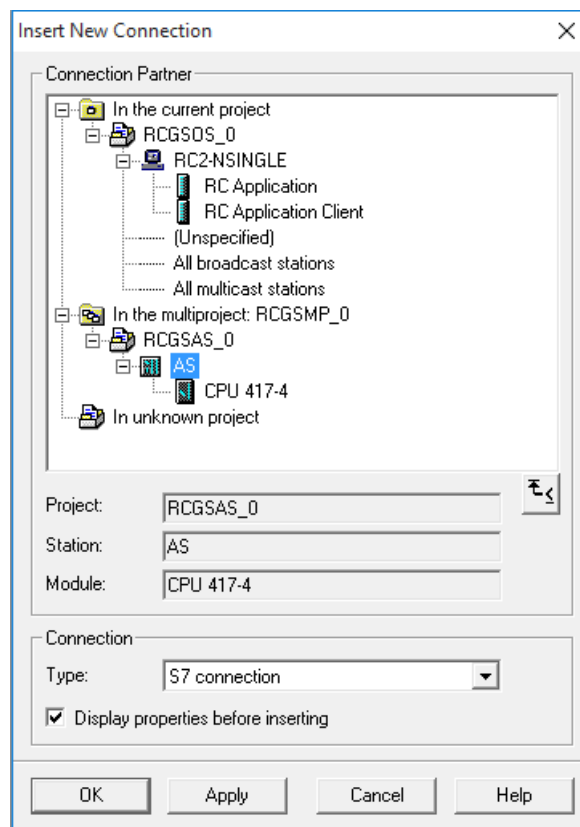 Insert New Connection
Connection Partner
In the current project
RCGSOS_0
RC2-NSINGLE
RC Application
RC Application Client
(Unspecified)
All broadcast stations
All multicast stations
In the multiproject: RCGSMP_0
RCGSAS_0
AS
CPU 417-4
In unknown project
Project: RCGSAS_0
Station: AS
Module: CPU 417-4
Connection
Type: S7 connection
Display properties before inserting
OK Apply Cancel Help